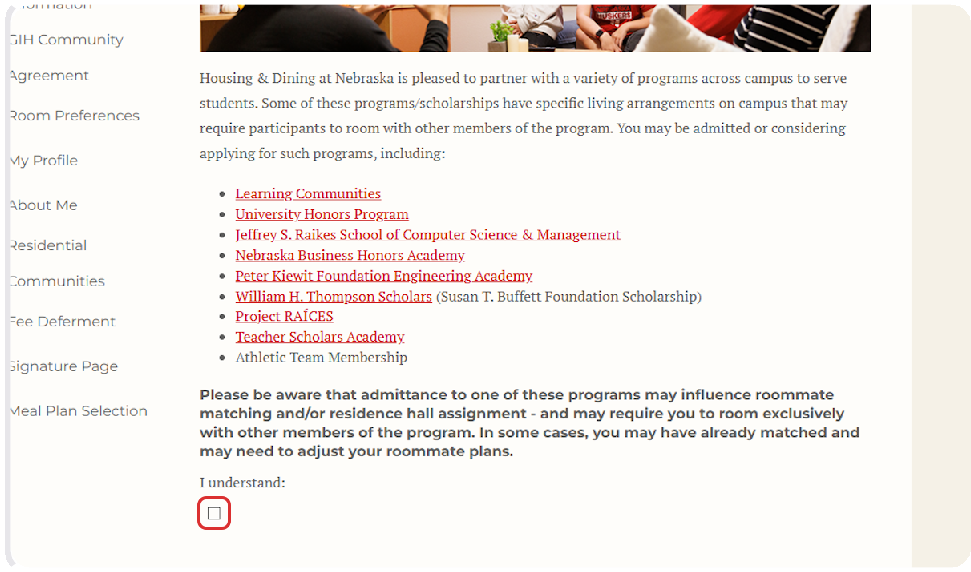 GIH Community
Agreement
Room Preferences
My Profile
About Me
Residential
Communities
Fee Deferment
Signature Page
Meal Plan Selection
HUSKERS
Housing & Dining at Nebraska is pleased to partner with a variety of programs across campus to serve
students. Some of these programs/scholarships have specific living arrangements on campus that may
require participants to room with other members of the program. You may be admitted or considering
applying for such programs, including:
Learning Communities
University Honors Program
Jeffrey S. Raikes School of Computer Science & Management
Nebraska Business Honors Academy
Peter Kiewit Foundation Engineering Academy
William H. Thompson Scholars (Susan T. Buffett Foundation Scholarship)
Project RAÍCES
Teacher Scholars Academy
Athletic Team Membership
Please be aware that admittance to one of these programs may influence roommate
matching and/or residence hall assignment - and may require you to room exclusively
with other members of the program. In some cases, you may have already matched and
may need to adjust your roommate plans.
I understand: